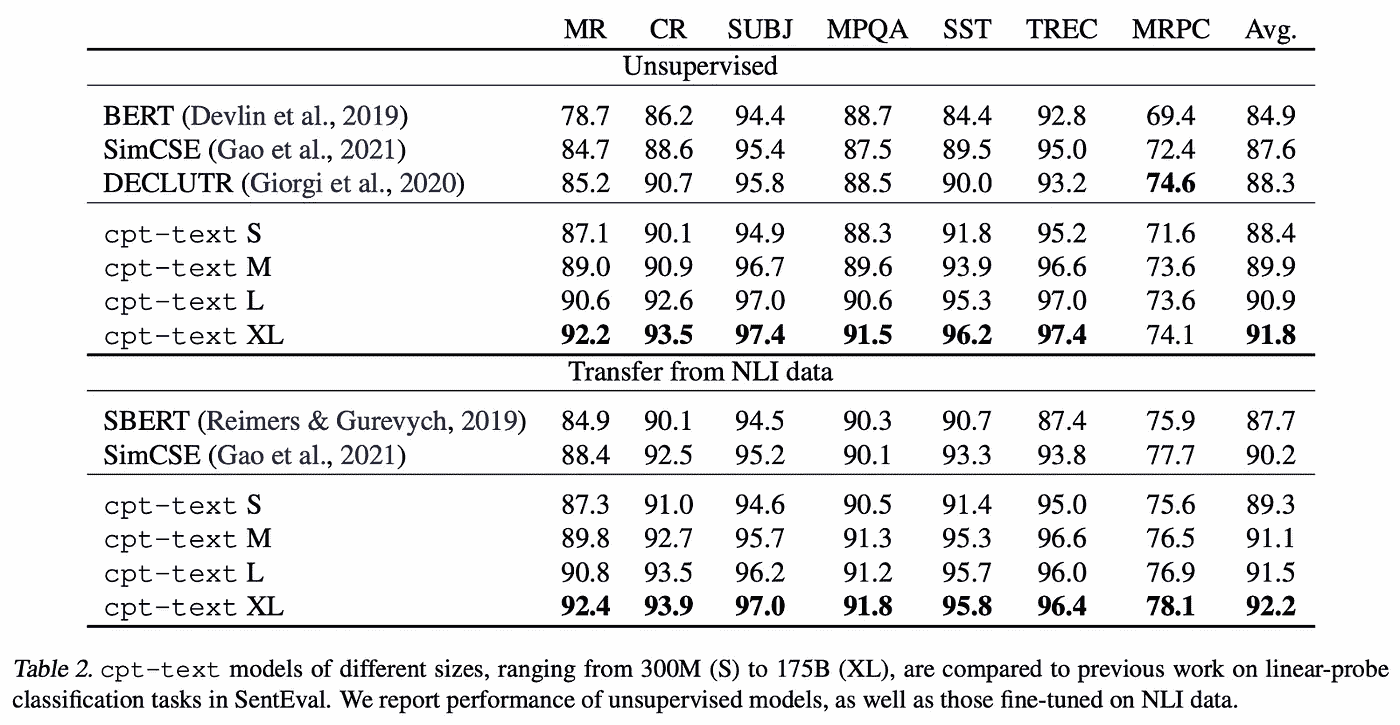 MR CR SUBJ MPQA SST TREC MRPC Avg.
Unsupervised
BERT (Devlin et al., 2019) 78.7 86.2 94.4 88.7 84.4 92.8 69.4 84.9
SimCSE (Gao et al., 2021) 84.7 88.6 95.4 87.5 89.5 95.0 72.4 87.6
DECLUTR (Giorgi et al., 2020) 85.2 90.7 95.8 88.5 90.0 93.2 74.6 88.3
cpt-text S 87.1 90.1 94.9 88.3 91.8 95.2 71.6 88.4
cpt-text M 89.0 90.9 96.7 89.6 93.9 96.6 73.6 89.9
cpt-text L 90.6 92.6 97.0 90.6 95.3 97.0 73.6 90.9
cpt-text XL 92.2 93.5 97.4 91.5 96.2 97.4 74.1 91.8
Transfer from NLI data
SBERT (Reimers & Gurevych, 2019) 84.9 90.1 94.5 90.3 90.7 87.4 75.9 87.7
SimCSE (Gao et al., 2021) 88.4 92.5 95.2 90.1 93.3 93.8 77.7 90.2
cpt-text S 87.3 91.0 94.6 90.5 91.4 95.0 75.6 89.3
cpt-text M 89.8 92.7 95.7 91.3 95.3 96.6 76.5 91.1
cpt-text L 90.8 93.5 96.2 91.2 95.7 96.0 76.9 91.5
cpt-text XL 92.4 93.9 97.0 91.8 95.8 96.4 78.1 92.2
Table 2. cpt-text models of different sizes, ranging from 300M (S) to 175B (XL), are compared to previous work on linear-probe
classification tasks in SentEval. We report performance of unsupervised models, as well as those fine-tuned on NLI data.